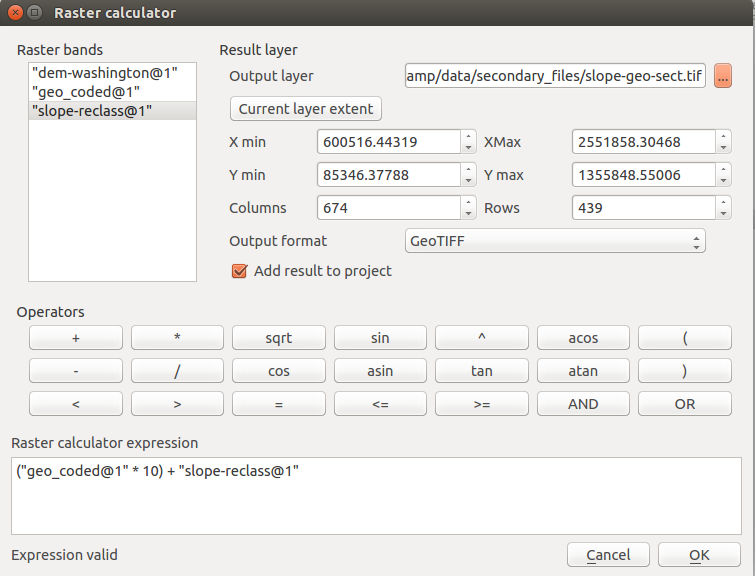 Raster calculator
Raster bands
"dem-washington@1"
"geo_coded@1"
"slope-reclass@1"
Result layer
Output layer amp/data/secondary_files/slope-geo-sect.tif ...
Current layer extent
X min 600516.44319 XMax 2551858.30468
Y min 85346.37788 Y max 1355848.55006
Columns 674 Rows 439
Output format GeoTIFF
Add result to project
Operators
+ * sqrt sin ^ acos (
- / cos asin tan atan )
< > = <= >= AND OR
Raster calculator expression
("geo_coded@1" * 10) + "slope-reclass@1"
Expression valid Cancel OK